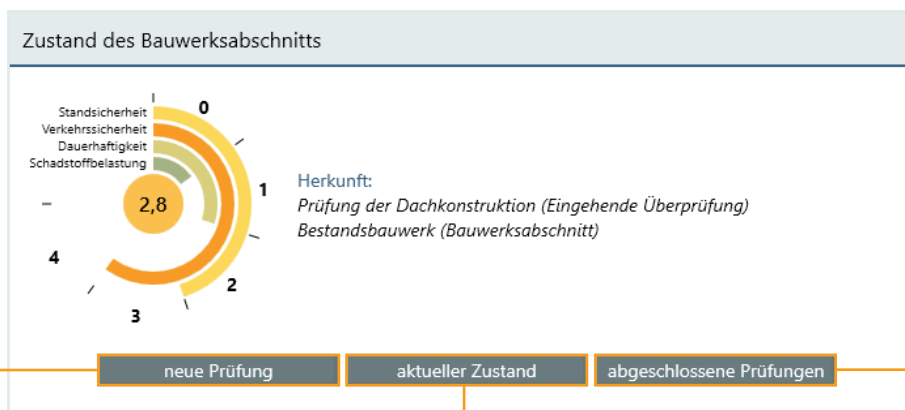 Zustand des Bauwerksabschnitts
Standsicherheit
Verkehrssicherheit
Dauerhaftigkeit
Schadstoffbelastung
0
1
2
3
4
2,8
Herkunft:
Prüfung der Dachkonstruktion (Eingehende Überprüfung)
Bestandsbauwerk (Bauwerksabschnitt)
neue Prüfung
aktueller Zustand
abgeschlossene Prüfungen